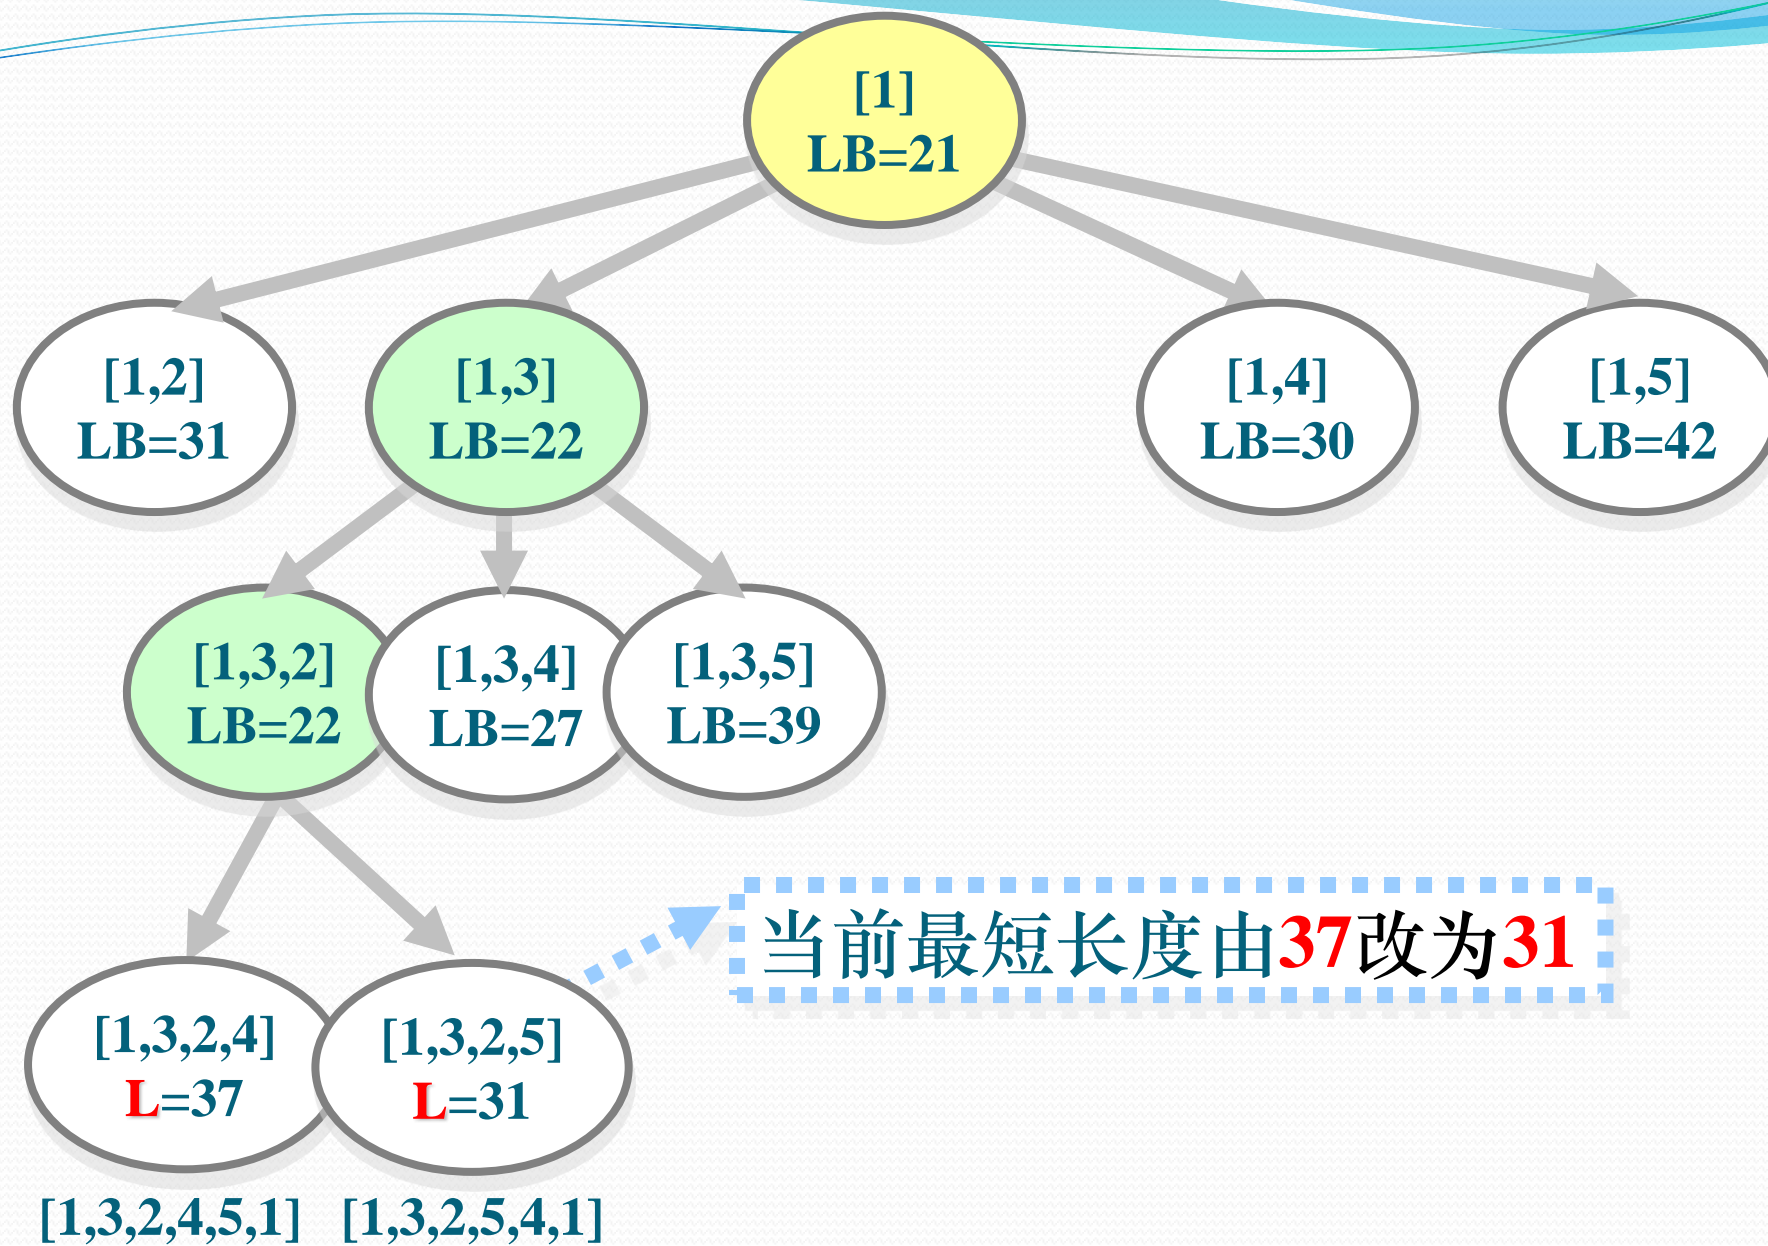 [1]
LB=21
[1,2]
LB=31
[1,3]
LB=22
[1,4]
LB=30
[1,5]
LB=42
[1,3,2]
LB=22
[1,3,4]
LB=27
[1,3,5]
LB=39
当前最短长度由37改为31
[1,3,2,4]
L=37
[1,3,2,5]
L=31
[1,3,2,4,5,1]
[1,3,2,5,4,1]